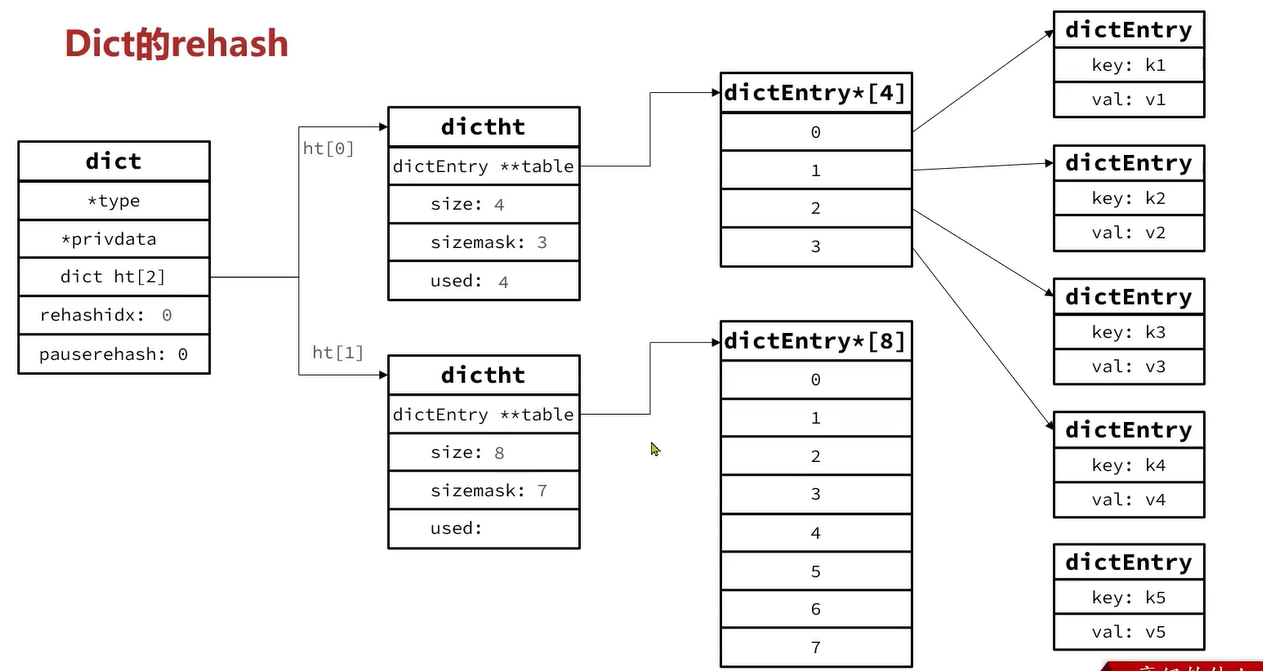 Dict的rehash
dict
*type
*privdata
dict ht[2]
rehashidx: 0
pauserehash: 0
ht[0]
ht[1]
dictht
dictEntry **table
size: 4
sizemask: 3
used: 4
dictht
dictEntry **table
size: 8
sizemask: 7
used:
dictEntry*[4]
0
1
2
3
dictEntry*[8]
0
1
2
3
4
5
6
7
dictEntry
key: k1
val: v1
dictEntry
key: k2
val: v2
dictEntry
key: k3
val: v3
dictEntry
key: k4
val: v4
dictEntry
key: k5
val: v5